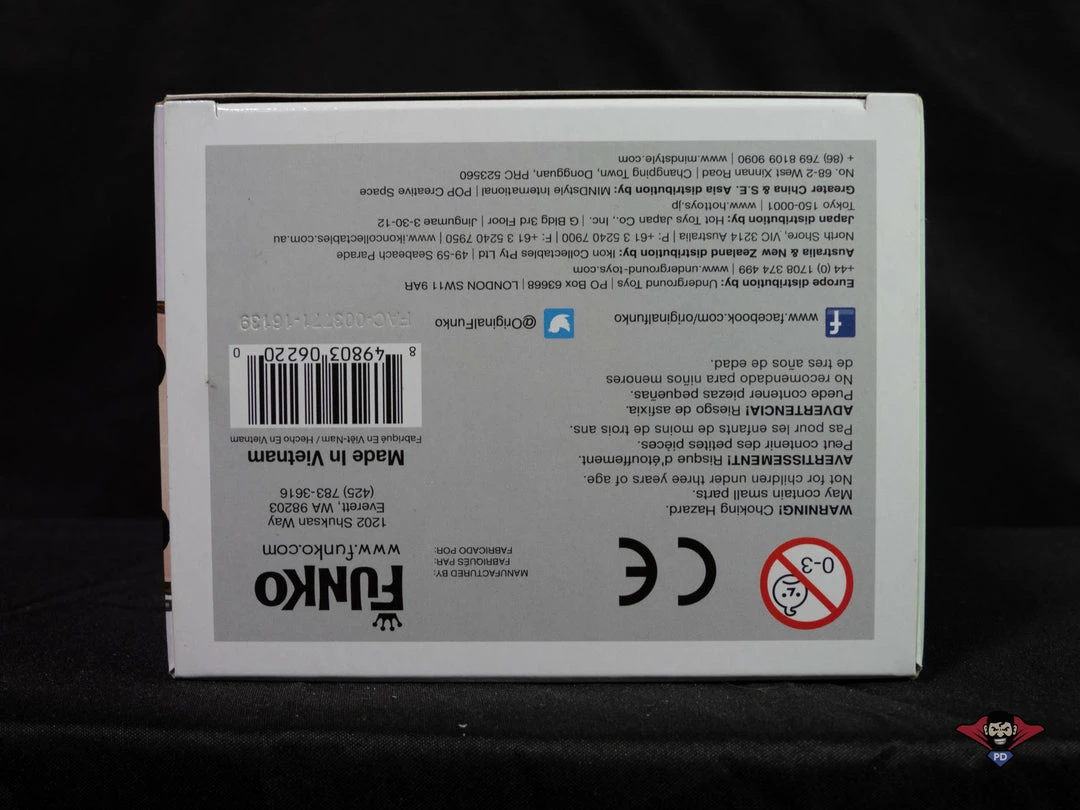 0-3
WARNING! Choking Hazard.
May contain small parts.
Not for children under three years of age.
AVERTISSEMENT! Risque d'étouffement.
Peut contenir des petites pièces.
Pas pour les enfants de moins de trois ans.
ADVERTENCIA! Riesgo de asfixia.
Puede contener piezas pequeñas.
No recomendado para niños menores
de tres años de edad.
MANUFACTURED BY:
FABRIQUÉS PAR:
FABRICADO POR:
FUNKO
www.funko.com
1202 Shuksan Way
Everett, WA 98203
(425) 783-3616
Made In Vietnam
Fabriqué En Viêt-Nam / Hecho En Vietnam
8 49803 06220 0
FAC-003771-16139
www.facebook.com/originalfunko
@OriginalFunko
Europe distribution by: Underground Toys | PO Box 63668 | LONDON SW11 9AR
+44 (0) 1708 374 499 | www.underground-toys.com
Australia & New Zealand distribution by: Ikon Collectables Pty Ltd | 49-59 Seabeach Parade
North Shore, VIC 3214 Australia | P: +61 3 5240 7900 | F: +61 3 5240 7950 | www.ikoncollectables.com.au
Japan distribution by: Hot Toys Japan Co., Inc. | G Bldg 3rd Floor | Jingumae 3-30-12
Tokyo 150-0001 | www.hottoys.jp
Greater China & S.E. Asia distribution by: MINDstyle International | POP Creative Space
No. 68-2 West Xinnan Road | Changping Town, Dongguan, PRC 523560
+ (86) 769 8109 9090 | www.mindstyle.com
PD